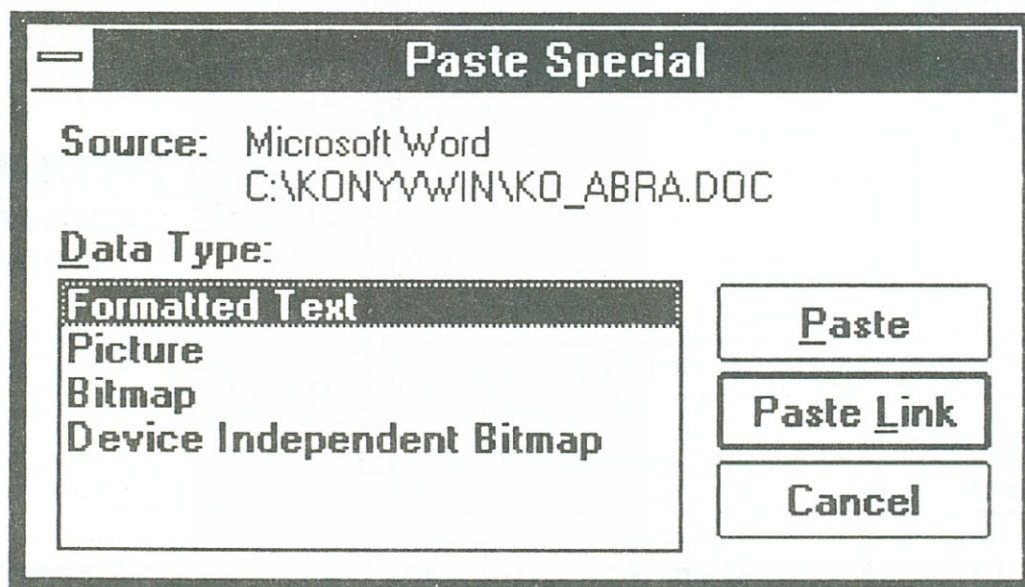 Paste Special
Source: Microsoft Word
C:\KONYVWIN\KO_ABRA.DOC
Data Type:
Formatted Text
Picture
Bitmap
Device Independent Bitmap
Paste
Paste Link
Cancel